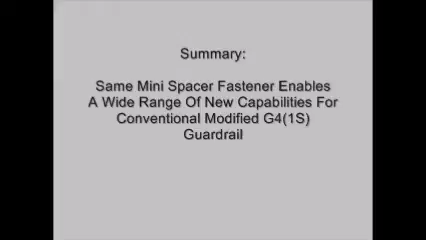 Summary:
Same Mini Spacer Fastener Enables
A Wide Range Of New Capabilities For
Conventional Modified G4(1S)
Guardrail